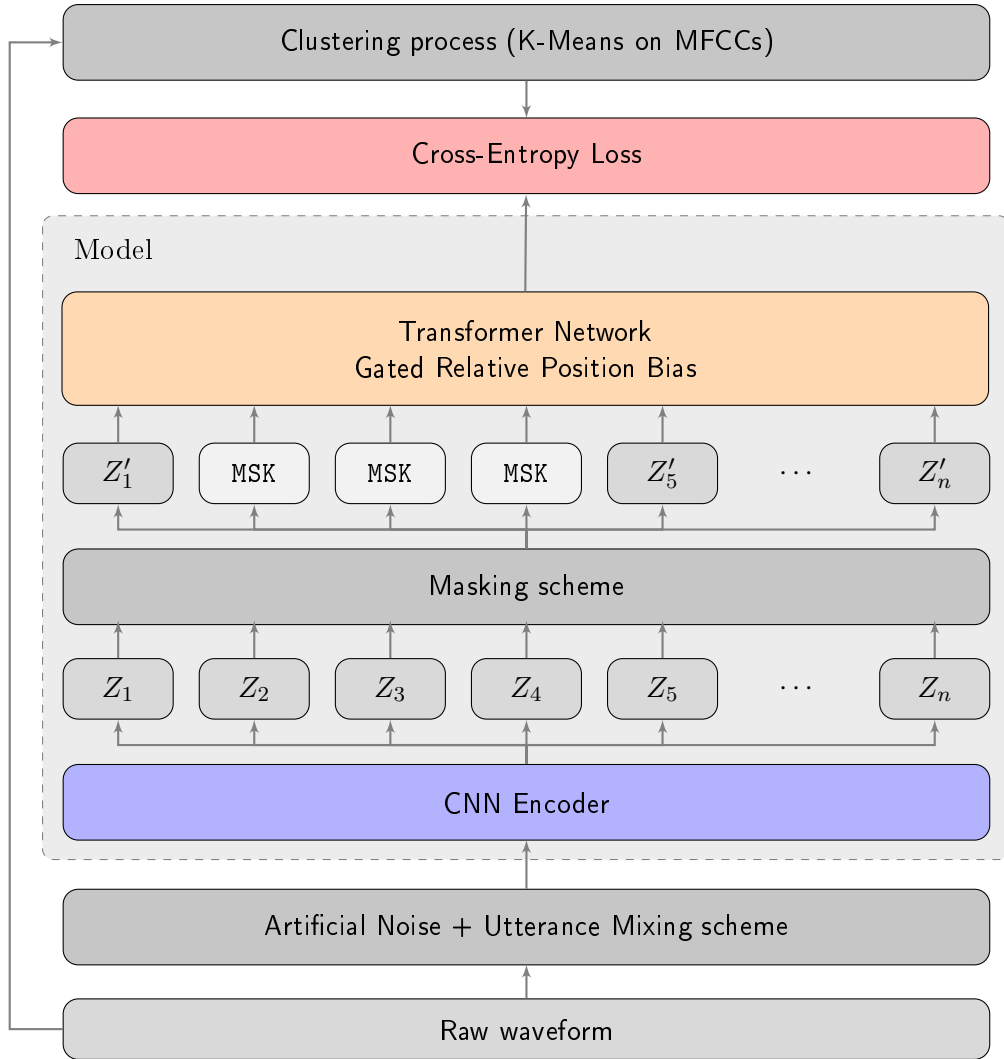 Clustering process (K-Means on MFCCs)
Cross-Entropy Loss
Model
Transformer Network
Gated Relative Position Bias
Z′₁ MSK MSK MSK Z′₅ ··· Z′ₙ
Masking scheme
Z₁ Z₂ Z₃ Z₄ Z₅ ··· Zₙ
CNN Encoder
Artificial Noise + Utterance Mixing scheme
Raw waveform